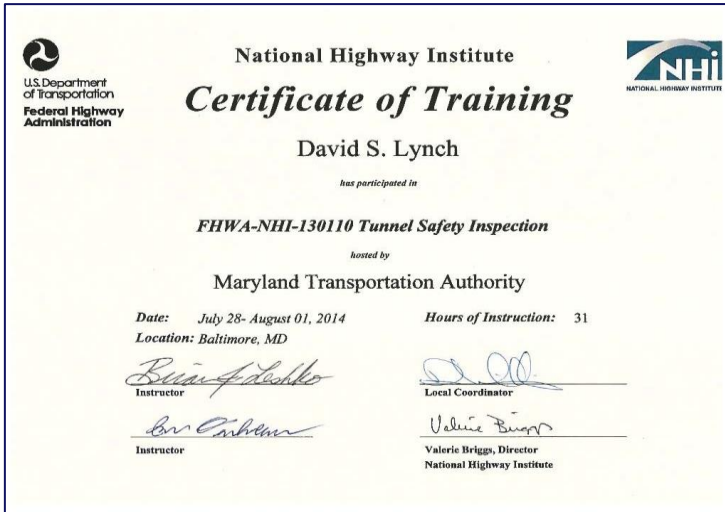 U.S. Department
of Transportation
Federal Highway
Administration
National Highway Institute
Certificate of Training
NHi
NATIONAL HIGHWAY INSTITUTE
David S. Lynch
has participated in
FHWA-NHI-130110 Tunnel Safety Inspection
hosted by
Maryland Transportation Authority
Date: July 28- August 01, 2014
Hours of Instruction: 31
Location: Baltimore, MD
Brian J Leshko
Instructor
Local Coordinator
Instructor
Valerie Briggs
Valerie Briggs, Director
National Highway Institute